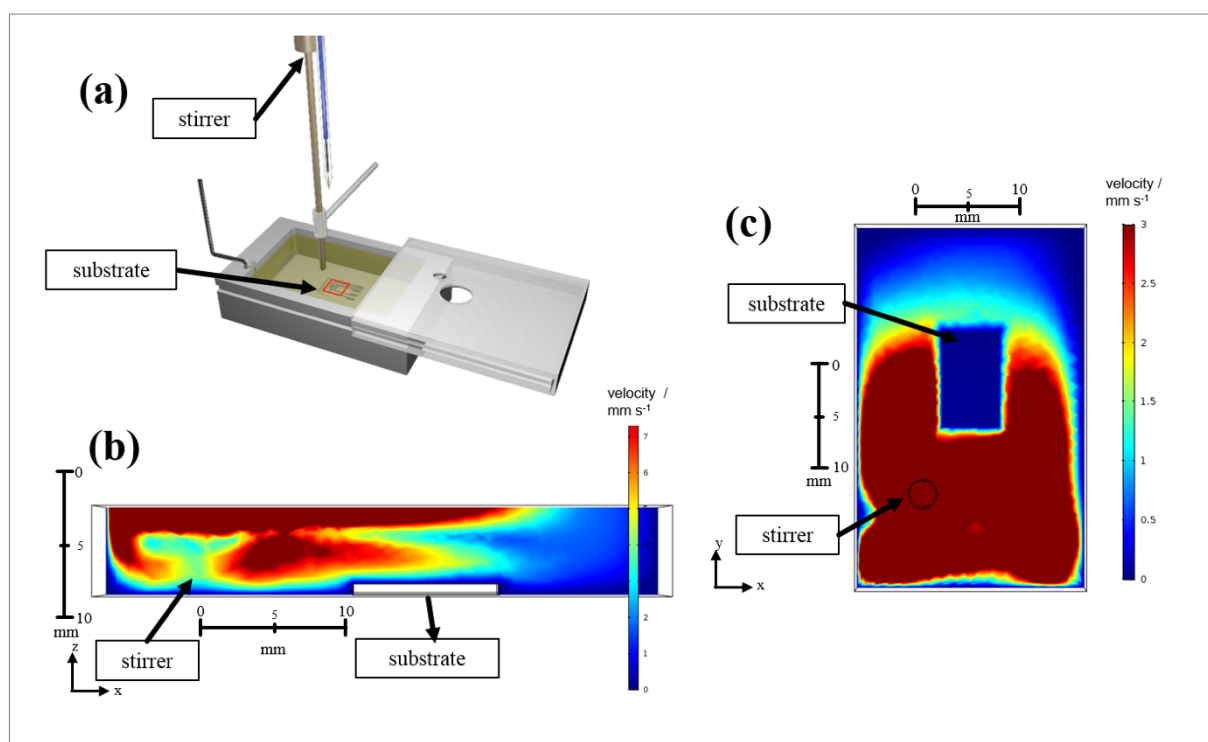 (a)
stirrer
substrate
(b)
velocity /
mm s⁻¹
7
6
5
4
3
2
1
0
0
5
10
mm
z
x
0
5
10
mm
stirrer
substrate
(c)
0
5
10
mm
velocity /
mm s⁻¹
3
2.5
2
1.5
1
0.5
0
substrate
0
5
10
mm
stirrer
y
x